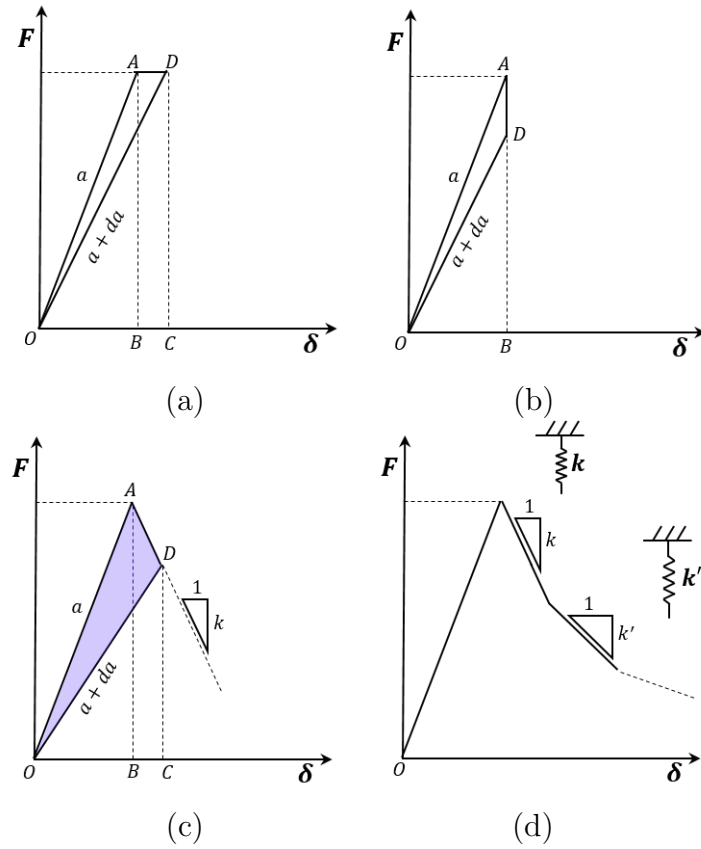 F
A D
a
a + da
O B C δ
(a)
F
A
D
a
a + da
O B δ
(b)
F
A
D
a
1
k
a + da
O B C δ
(c)
k
F
1
k
k'
1
k'
O δ
(d)